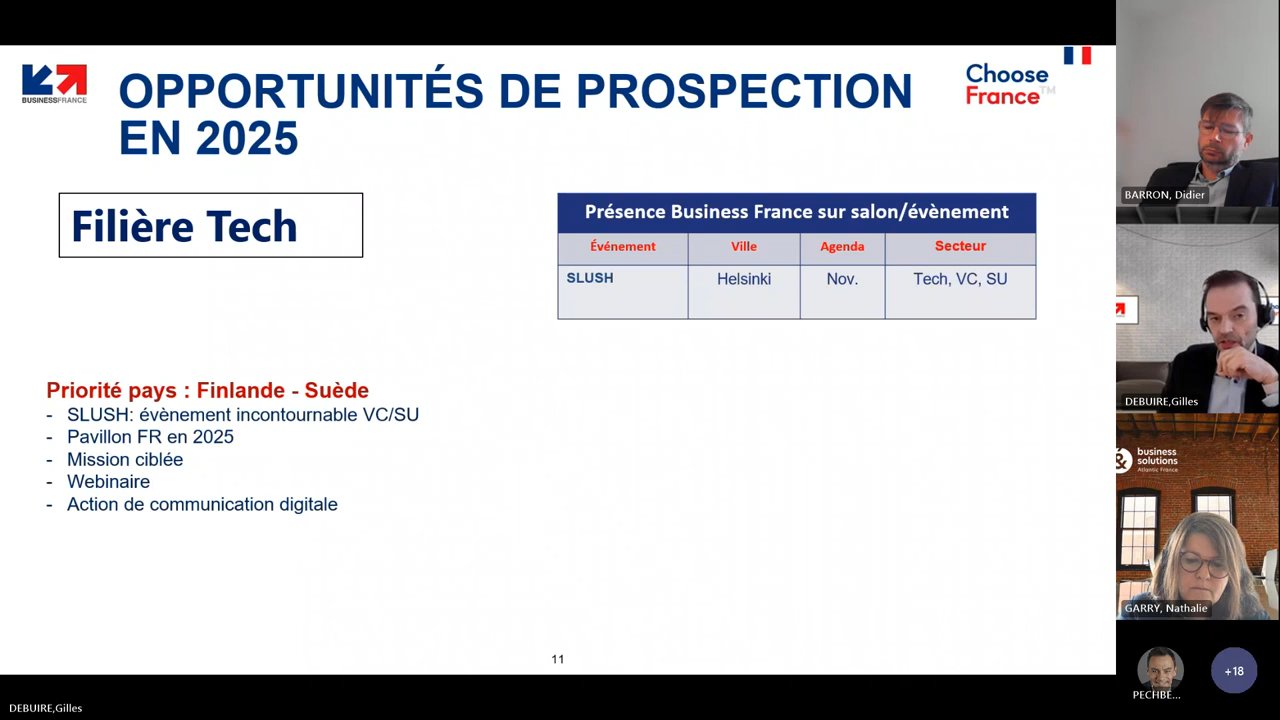 BUSINESSFRANCE
OPPORTUNITÉS DE PROSPECTION
EN 2025
Choose
France™
Filière Tech
Présence Business France sur salon/évènement
Événement Ville Agenda Secteur
SLUSH Helsinki Nov. Tech, VC, SU
Priorité pays : Finlande - Suède
- SLUSH: évènement incontournable VC/SU
- Pavillon FR en 2025
- Mission ciblée
- Webinaire
- Action de communication digitale
11
BARRON, Didier
DEBUIRE,Gilles
&
business
solutions
Atlantic France
GARRY, Nathalie
PECHBE...
+18
DEBUIRE,Gilles